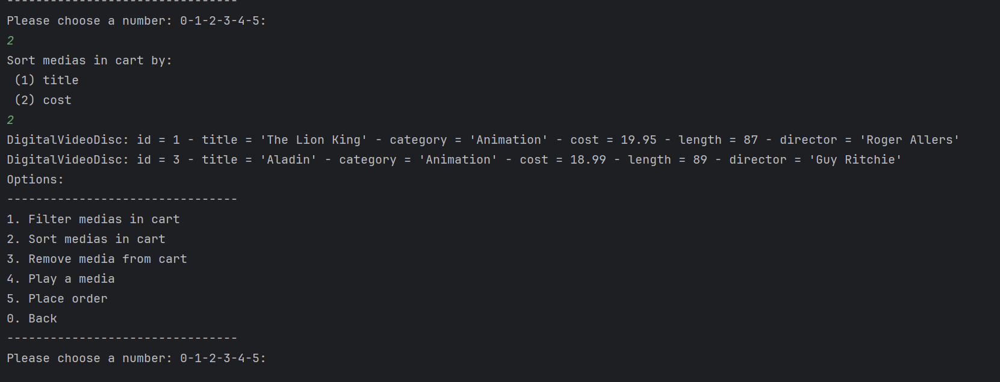 --------------------------------
Please choose a number: 0-1-2-3-4-5:
2
Sort medias in cart by:
 (1) title
 (2) cost
2
DigitalVideoDisc: id = 1 - title = 'The Lion King' - category = 'Animation' - cost = 19.95 - length = 87 - director = 'Roger Allers'
DigitalVideoDisc: id = 3 - title = 'Aladin' - category = 'Animation' - cost = 18.99 - length = 89 - director = 'Guy Ritchie'
Options:
--------------------------------
1. Filter medias in cart
2. Sort medias in cart
3. Remove media from cart
4. Play a media
5. Place order
0. Back
--------------------------------
Please choose a number: 0-1-2-3-4-5: